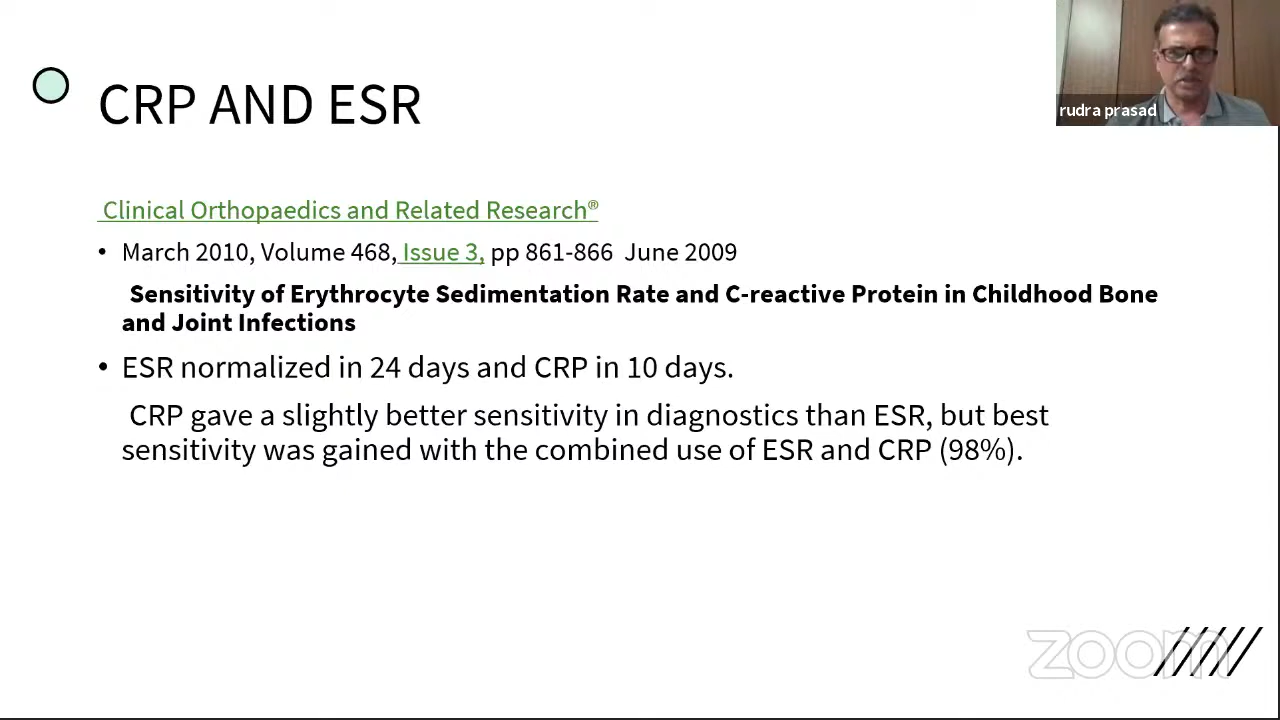 CRP AND ESR
rudra prasad
Clinical Orthopaedics and Related Research®
• March 2010, Volume 468, Issue 3, pp 861-866 June 2009
Sensitivity of Erythrocyte Sedimentation Rate and C-reactive Protein in Childhood Bone
and Joint Infections
• ESR normalized in 24 days and CRP in 10 days.
CRP gave a slightly better sensitivity in diagnostics than ESR, but best
sensitivity was gained with the combined use of ESR and CRP (98%).
zoom